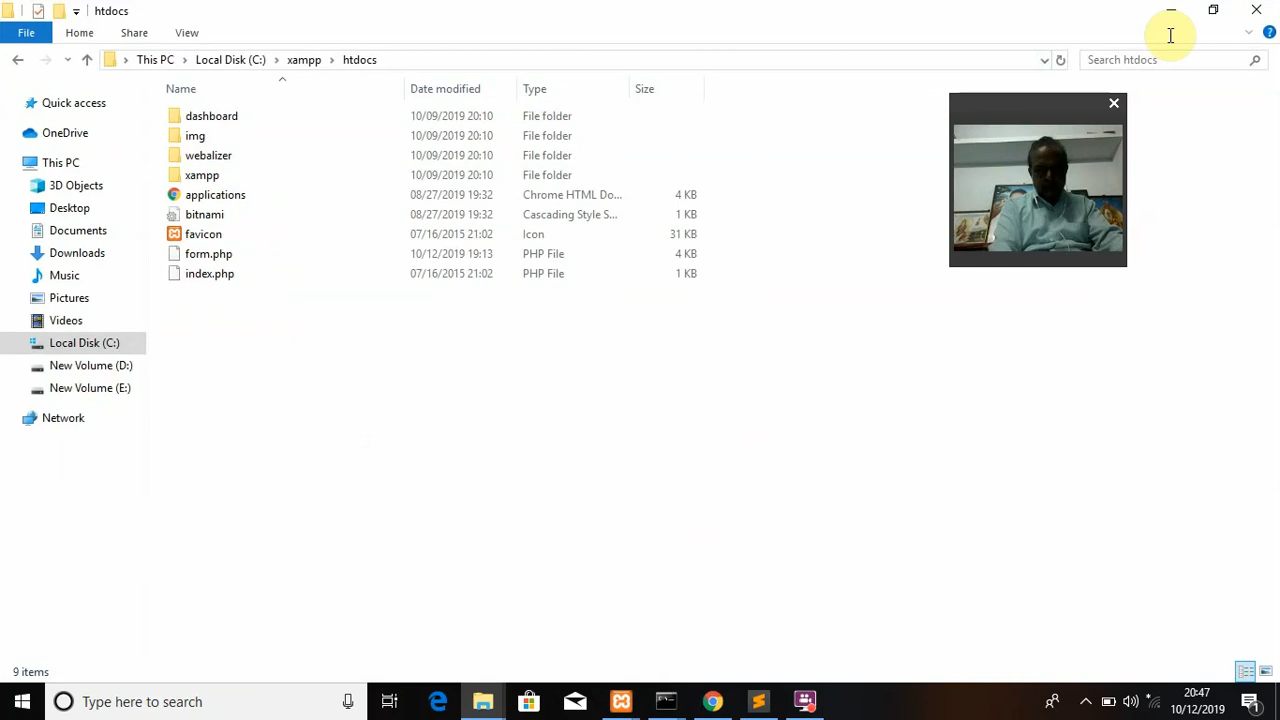 htdocs
File Home Share View
This PC Local Disk (C:) xampp htdocs Search htdocs
Name Date modified Type Size
Quick access
OneDrive
This PC
3D Objects
Desktop
Documents
Downloads
Music
Pictures
Videos
Local Disk (C:)
New Volume (D:)
New Volume (E:)
Network
dashboard 10/09/2019 20:10 File folder
img 10/09/2019 20:10 File folder
webalizer 10/09/2019 20:10 File folder
xampp 10/09/2019 20:10 File folder
applications 08/27/2019 19:32 Chrome HTML Do... 4 KB
bitnami 08/27/2019 19:32 Cascading Style S... 1 KB
favicon 07/16/2015 21:02 Icon 31 KB
form.php 10/12/2019 19:13 PHP File 4 KB
index.php 07/16/2015 21:02 PHP File 1 KB
9 items
Type here to search
20:47
10/12/2019